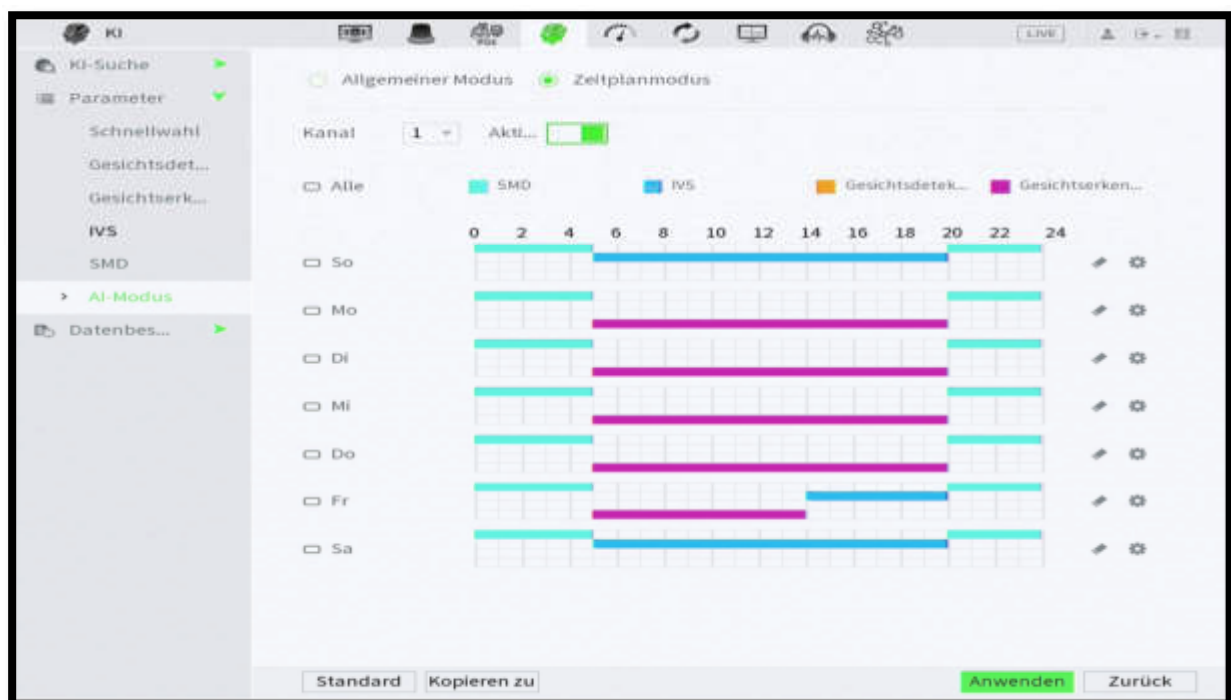 KI
LIVE
KI-Suche
Parameter
Schnellwahl
Gesichtsdet...
Gesichtserk...
IVS
SMD
AI-Modus
Datenbes...
Allgemeiner Modus Zeitplanmodus
Kanal 1 Akti...
Alle SMD IVS Gesichtsdetek... Gesichtserken...
0 2 4 6 8 10 12 14 16 18 20 22 24
So
Mo
Di
Mi
Do
Fr
Sa
Standard Kopieren zu Anwenden Zurück